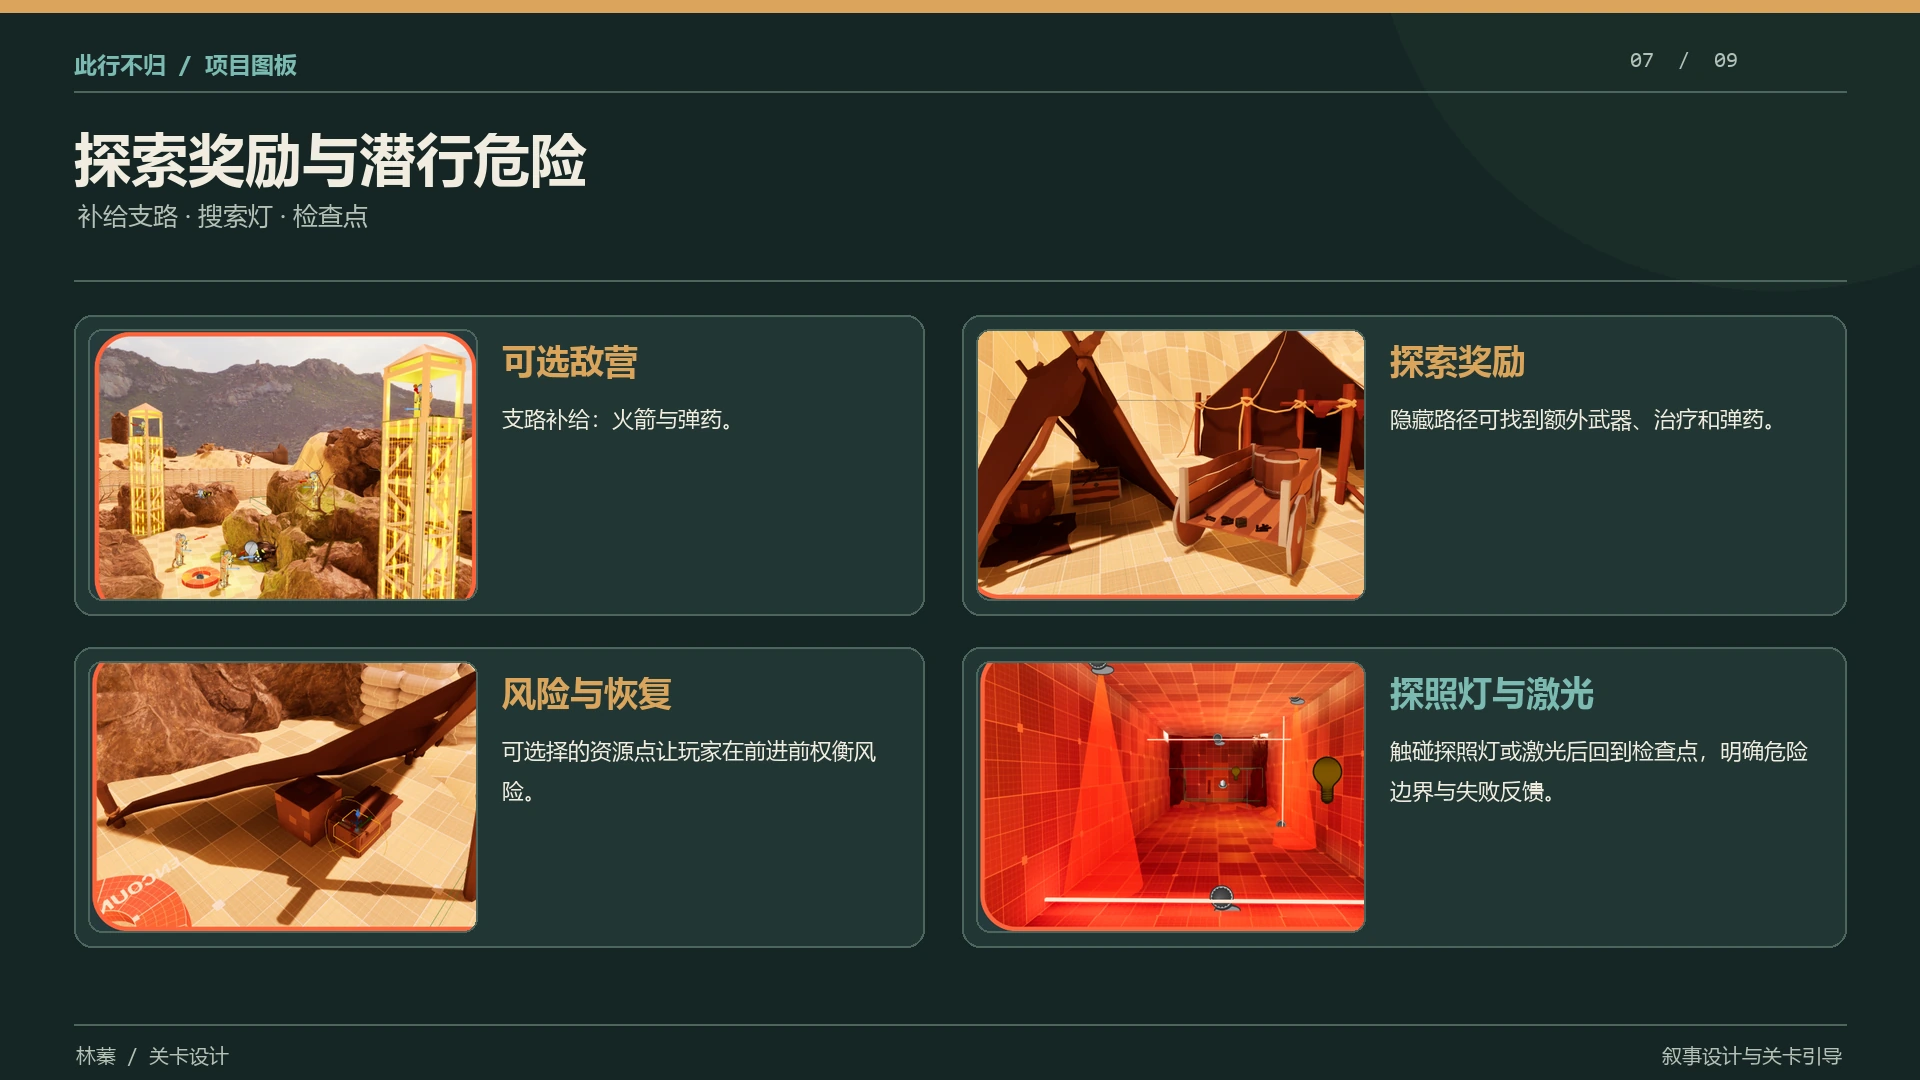 此行不归 / 项目图板
07 / 09
探索奖励与潜行危险
补给支路 · 搜索灯 · 检查点
可选敌营
支路补给：火箭与弹药。
探索奖励
隐藏路径可找到额外武器、治疗和弹药。
风险与恢复
可选择的资源点让玩家在前进前权衡风
险。
ENCOU
探照灯与激光
触碰探照灯或激光后回到检查点，明确危险
边界与失败反馈。
林蓁 / 关卡设计
叙事设计与关卡引导